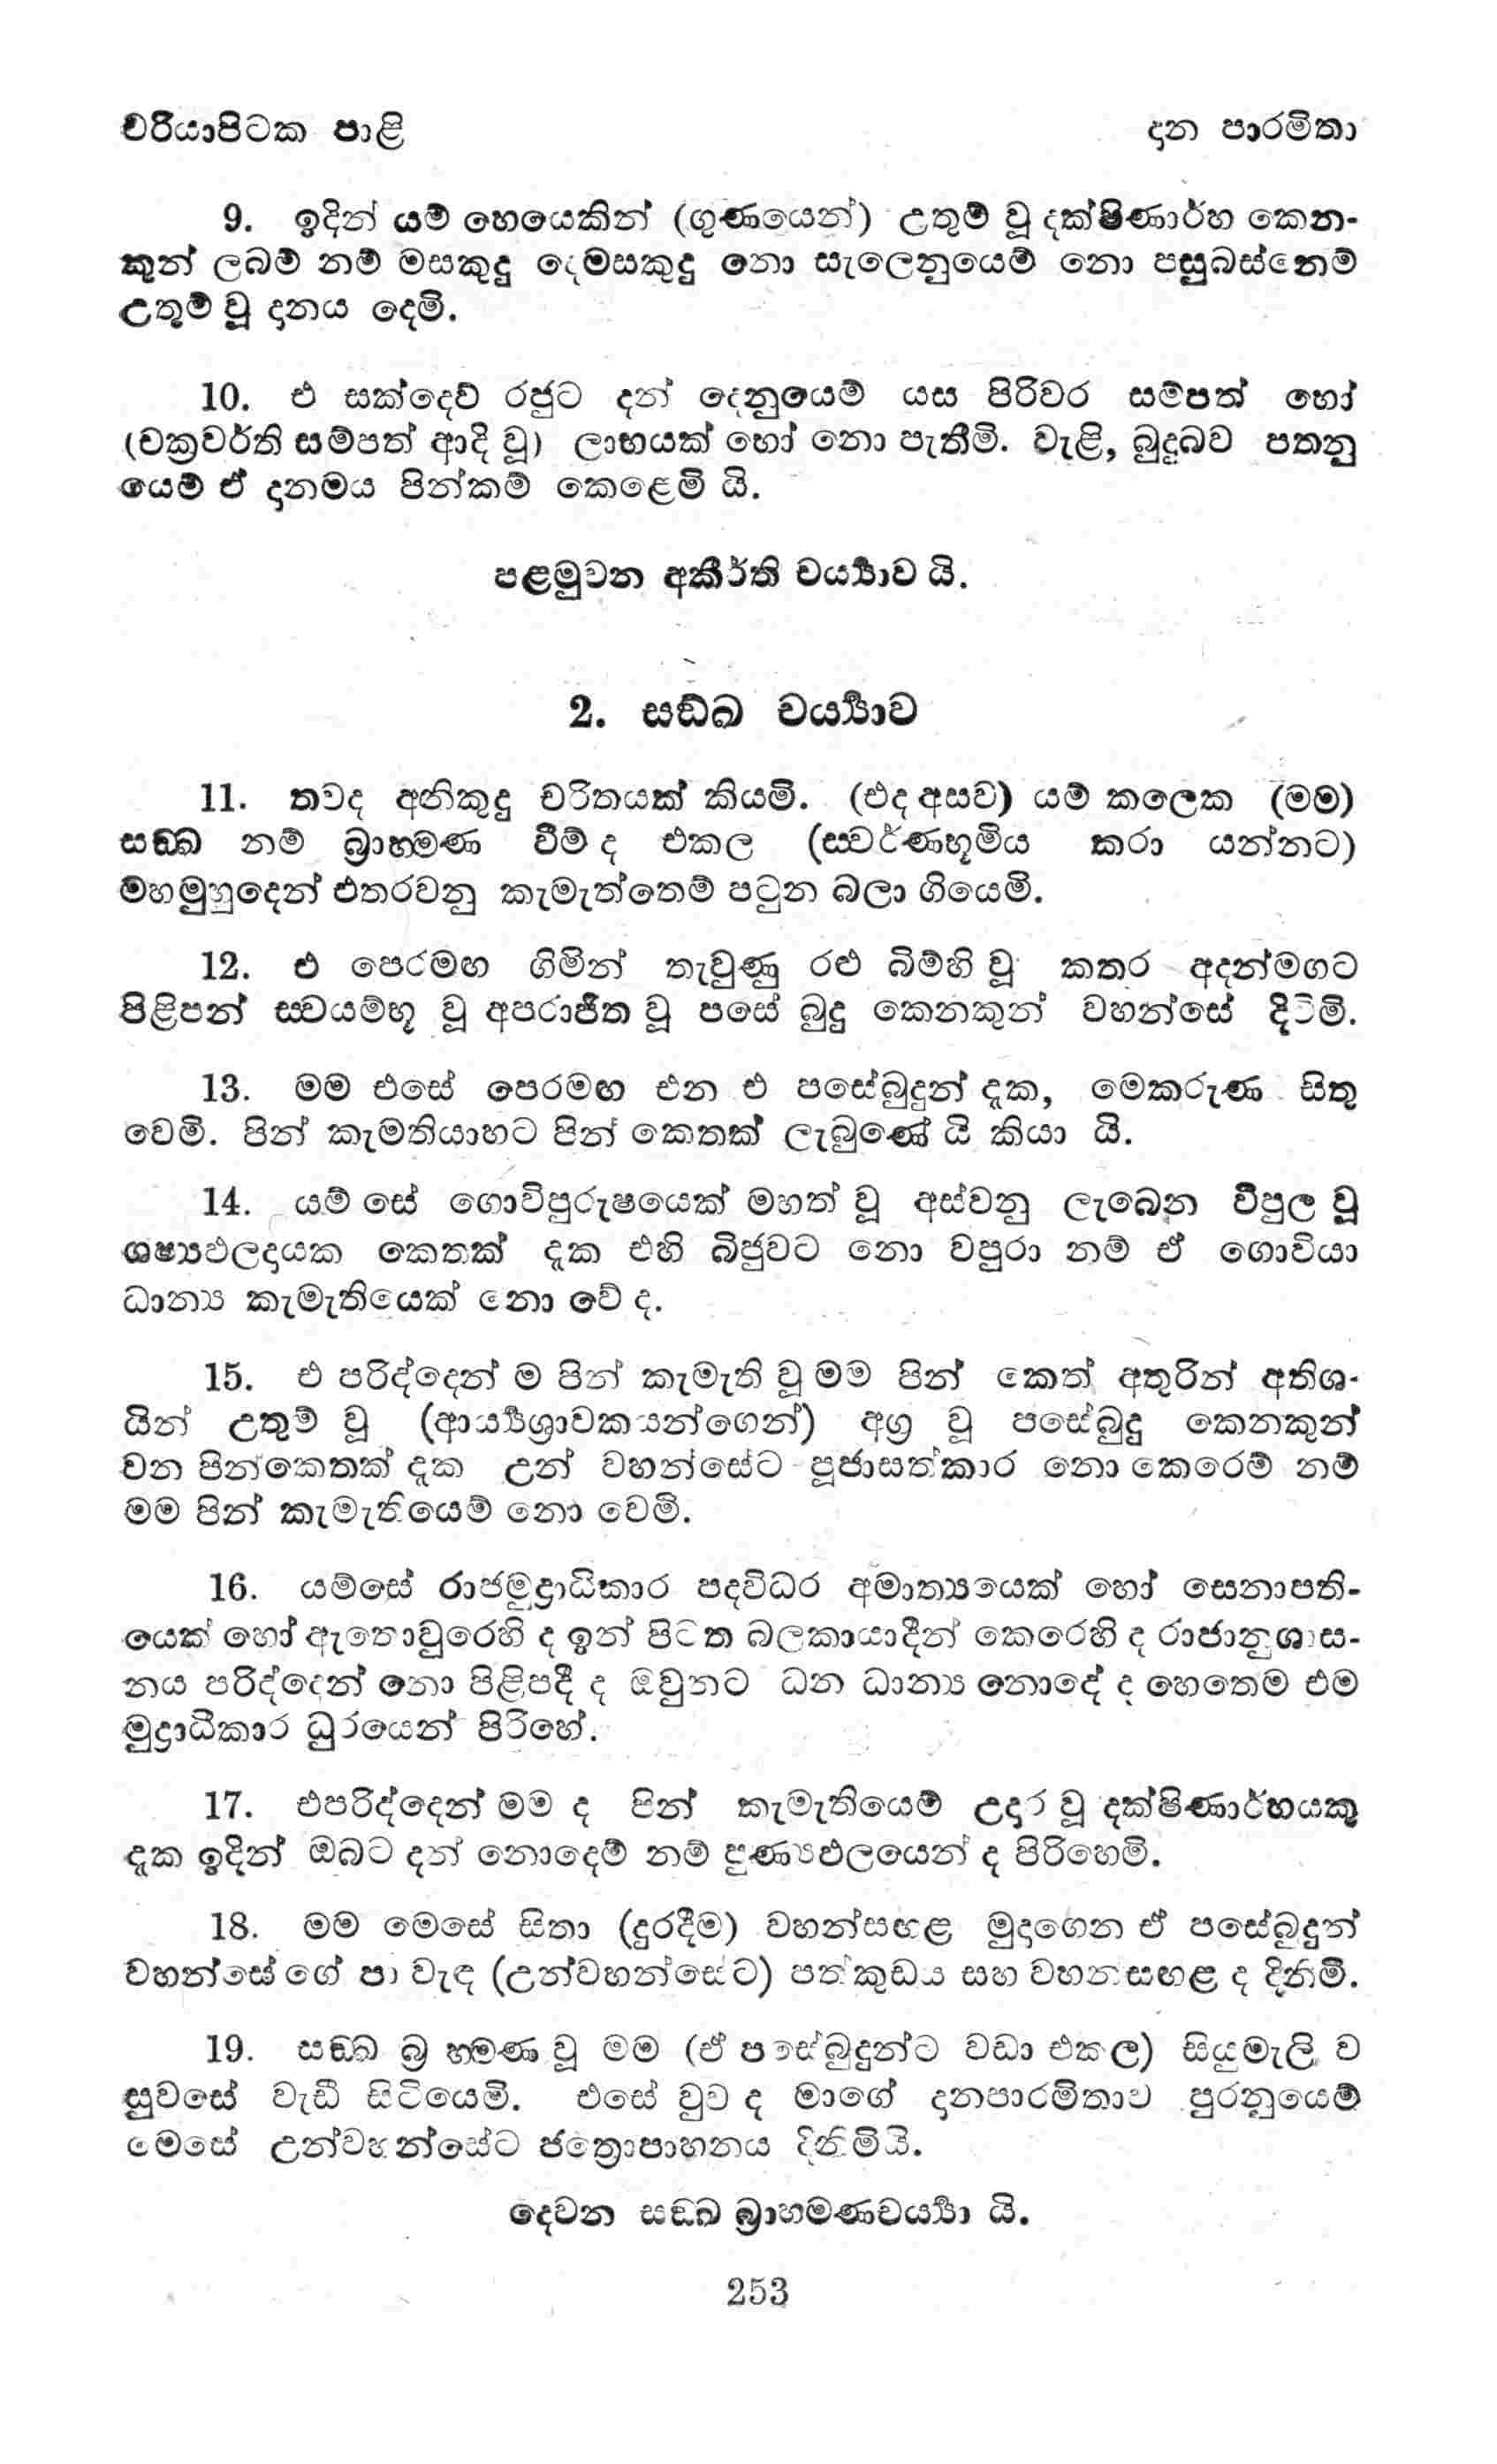 චරියාපිටක පාළි දාන පාරමිතා
9. ඉදින් යම් හෙයෙකින් (ගුණයෙන්) උතුම් වූ දක්ෂිණාර්හ කෙන-
කුන් ලබම් නම් මසකුදු දෙමසකුදු නො සැලෙනුයෙම් නො පසුබස්නෙම්
උතුම් වූ දානය දෙමි.
10. එ සක්දෙව් රජුට දන් දෙනුයෙම් යස පිරිවර සම්පත් හෝ
(චක්‍රවර්ති සම්පත් ආදි වූ) ලාභයක් හෝ නො පැතීමි. වැළි, බුදුබව පතනු
යෙම් ඒ දානමය පින්කම් කෙළෙමි යි.
පළමුවන අකීර්ති චර්‍ය්‍යාව යි.
2. සඞ්ඛ චර්‍ය්‍යාව
11. තවද අනිකුදු චරිතයක් කියමි. (එද අසව) යම් කලෙක (මම)
සඞ්ඛ නම් බ්‍රාහ්මණ වීම් ද එකල (ස්වර්ණභූමිය කරා යන්නට)
මහමුහුදෙන් එතරවනු කැමැත්තෙම් පටුන බලා ගියෙමි.
12. එ පෙරමඟ ගිමින් තැවුණු රළු බිම්හි වූ කතර අදන්මගට
පිළිපන් ස්වයම්භූ වූ අපරාජිත වූ පසේ බුදු කෙනකුන් වහන්සේ දිටිමි.
13. මම එසේ පෙරමඟ එන එ පසේබුදුන් දැක, මෙකරුණ සිතු
වෙමි. පින් කැමතියාහට පින් කෙතක් ලැබුණේ යි කියා යි.
14. යම් සේ ගොවිපුරුෂයෙක් මහත් වූ අස්වනු ලැබෙන විපුල වූ
ශෂ්‍යඵලදායක කෙතක් දැක එහි බිජුවට නො වපුරා නම් ඒ ගොවියා
ධාන්‍ය කැමැතියෙක් නො වේ ද.
15. එ පරිද්දෙන් ම පින් කැමැති වූ මම පින් කෙත් අතුරින් අතිශ-
යින් උතුම් වූ (ආර්‍ය්‍යශ්‍රාවකයන්ගෙන්) අග්‍ර වූ පසේබුදු කෙනකුන්
වන පින්කෙතක් දැක උන් වහන්සේට පූජාසත්කාර නො කෙරෙම් නම්
මම පින් කැමැතියෙම් නො වෙමි.
16. යම්සේ රාජමුද්‍රාධිකාර පදවිධර අමාත්‍යයෙක් හෝ සෙනාපති-
යෙක් හෝ ඇතොවුරෙහි ද ඉන් පිටත බලකායාදීන් කෙරෙහි ද රාජානුශාස-
නය පරිද්දෙන් නො පිළිපදී ද ඔවුනට ධන ධාන්‍ය නොදේ ද හෙතෙම එම
මුද්‍රාධිකාර ධුරයෙන් පිරිහේ.
17. එපරිද්දෙන් මම ද පින් කැමැතියෙම් උදාර වූ දක්ෂිණාර්හයකු
දැක ඉදින් ඔබට දන් නොදෙම් නම් පුණ්‍යඵලයෙන් ද පිරිහෙමි.
18. මම මෙසේ සිතා (දුරදීම) වහන්සඟළ මුදාගෙන ඒ පසේබුදුන්
වහන්සේ ගේ පා වැඳ (උන්වහන්සේට) පත්කුඩය සහ වහන්සඟළ ද දිනිමි.
19. සඞ්ඛ බ්‍රාහ්මණ වූ මම (ඒ පසේබුදුන්ට වඩා එකල) සියුමැලි ව
සුවසේ වැඩී සිටියෙමි. එසේ වුව ද මාගේ දානපාරමිතාව පුරනුයෙම්
මෙසේ උන්වහන්සේට ඡත්‍රොපාහනය දිනිමියි.
දෙවන සඞ්ඛ බ්‍රාහ්මණචර්‍ය්‍යා යි.
253